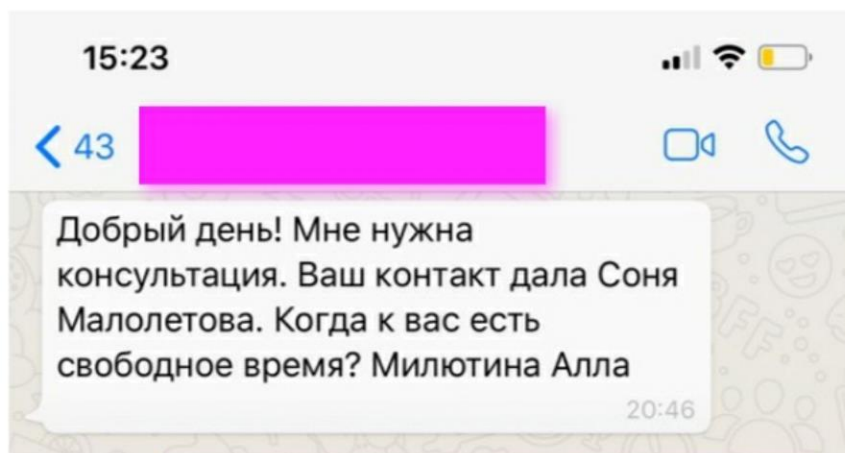 15:23
43
Добрый день! Мне нужна
консультация. Ваш контакт дала Соня
Малолетова. Когда к вас есть
свободное время? Милютина Алла
20:46